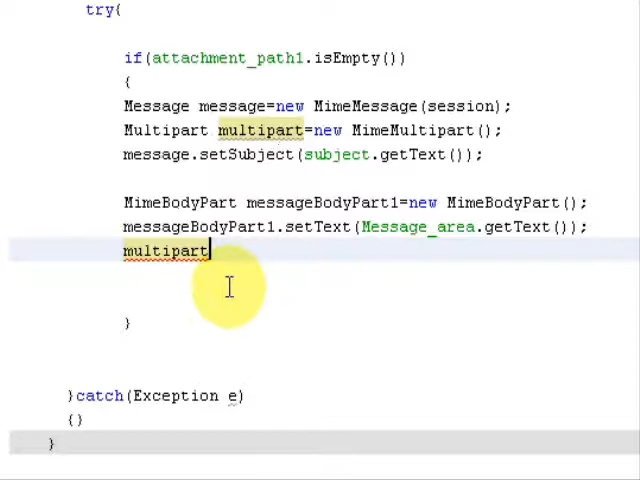 try{
if(attachment_path1.isEmpty())
{
Message message=new MimeMessage(session);
Multipart multipart=new MimeMultipart();
message.setSubject(subject.getText());
MimeBodyPart messageBodyPart1=new MimeBodyPart();
messageBodyPart1.setText(Message_area.getText());
multipart
}
}catch(Exception e)
{}
}